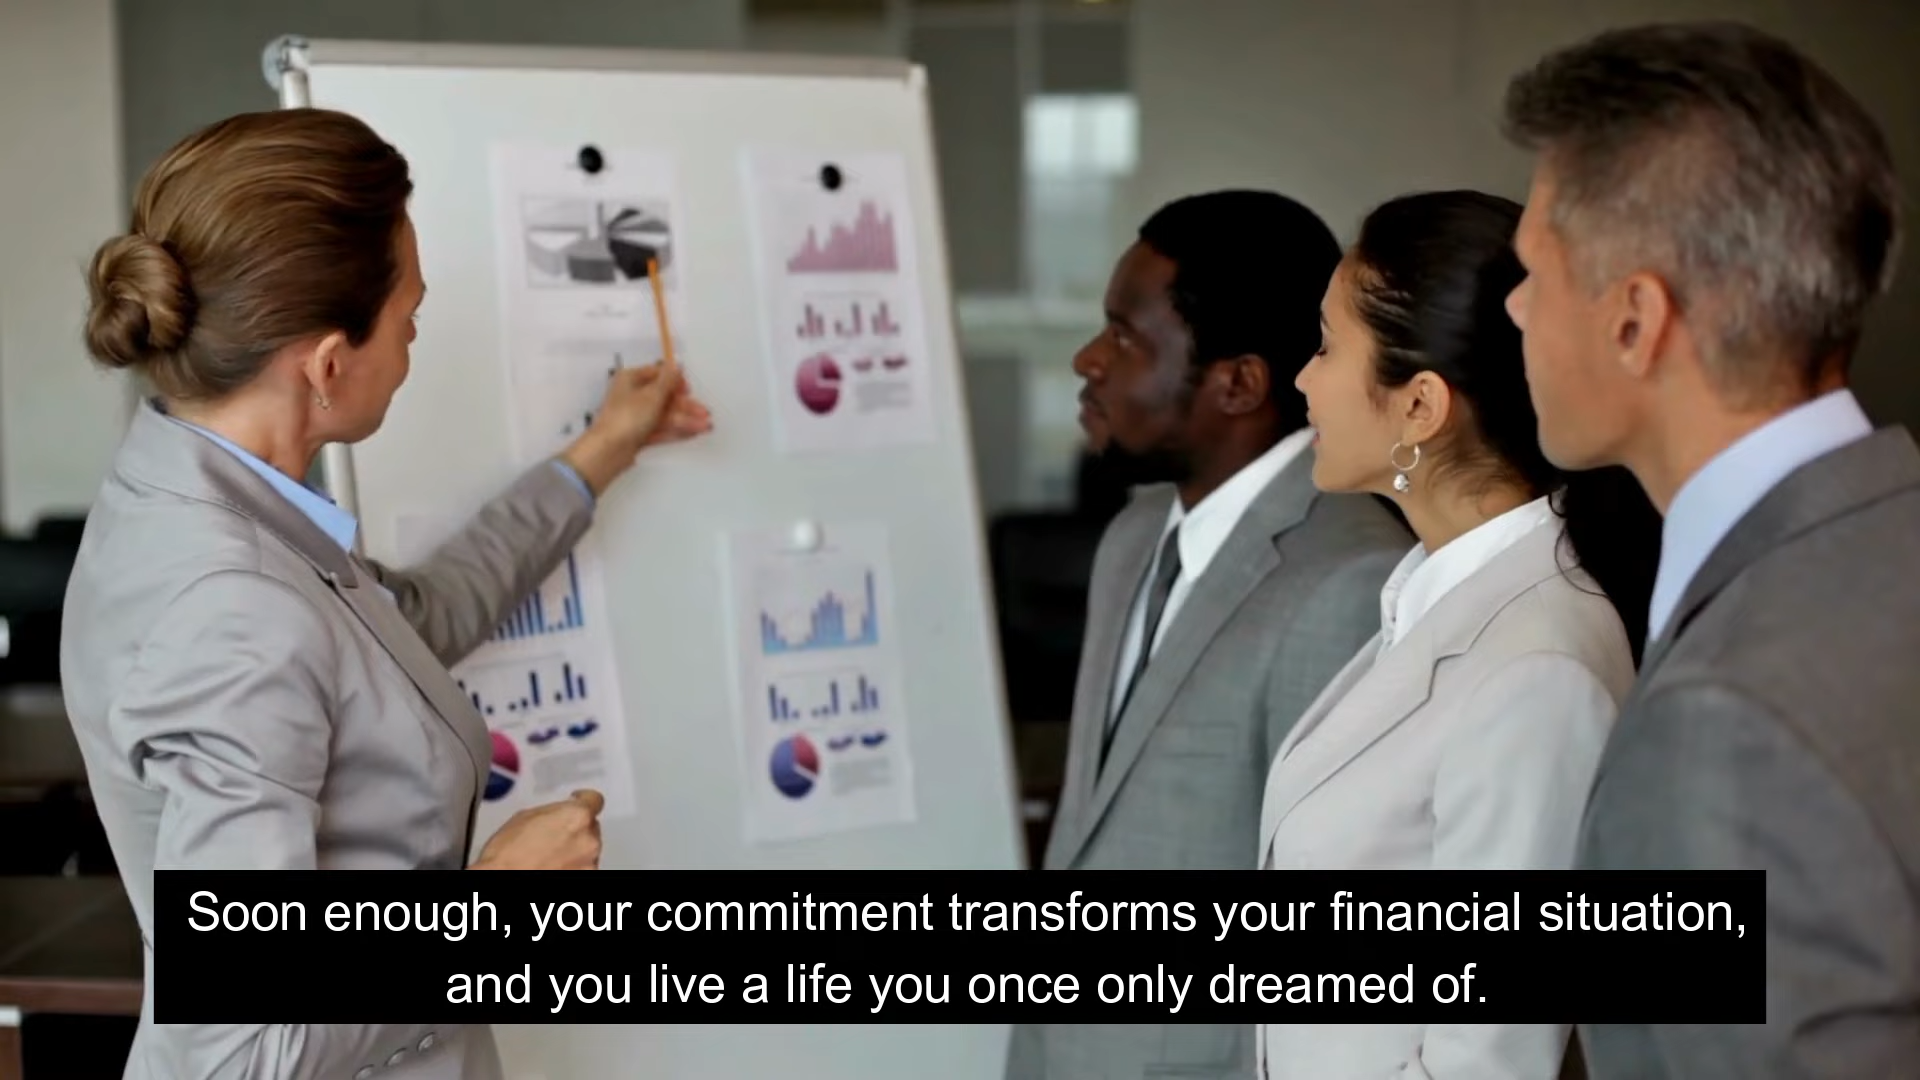 Soon enough, your commitment transforms your financial situation,
and you live a life you once only dreamed of.